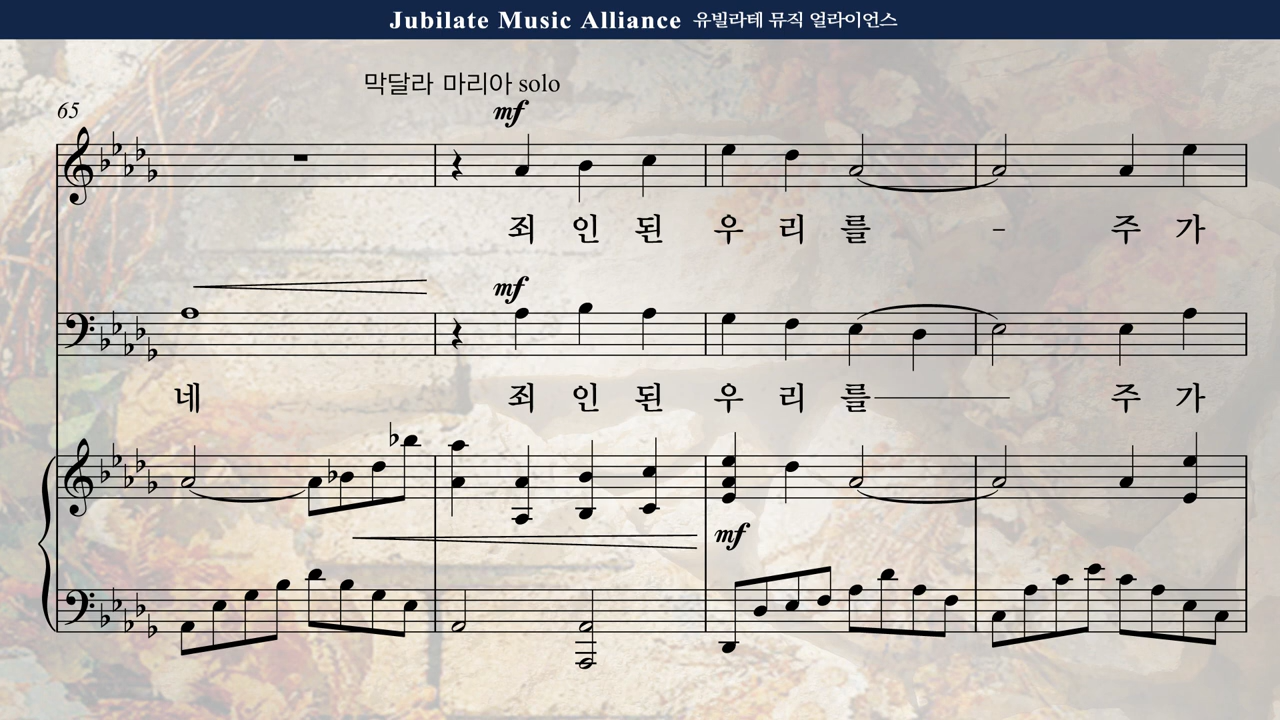 Jubilate Music Alliance 유빌라테 뮤직 얼라이언스
막달라 마리아 solo
65
mf
죄 인 된 우 리 를 - 주 가
mf
네 죄 인 된 우 리 를 주 가
mf